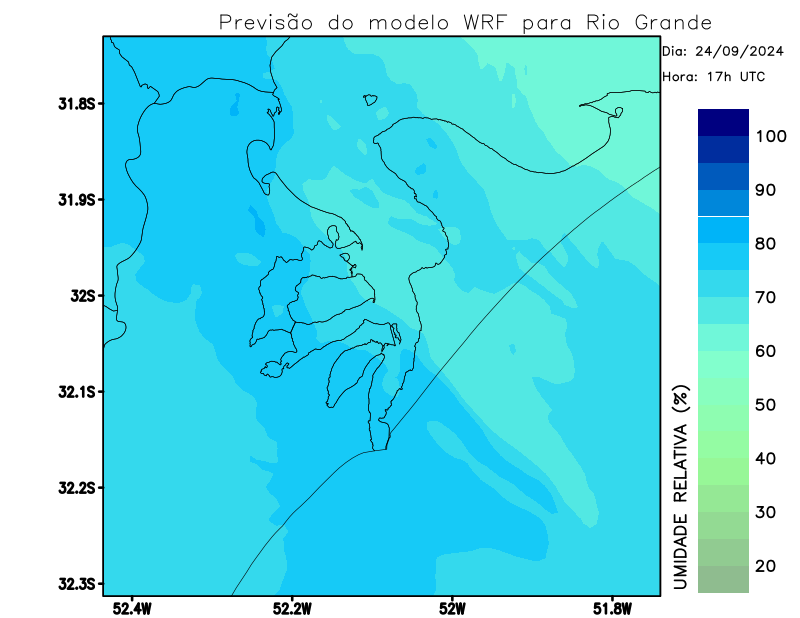 Previsão do modelo WRF para Rio Grande
Dia: 24/09/2024
Hora: 17h UTC
31.8S
31.9S
32S
32.1S
32.2S
32.3S
52.4W
52.2W
52W
51.8W
100
90
80
70
60
50
40
30
20
UMIDADE RELATIVA (%)